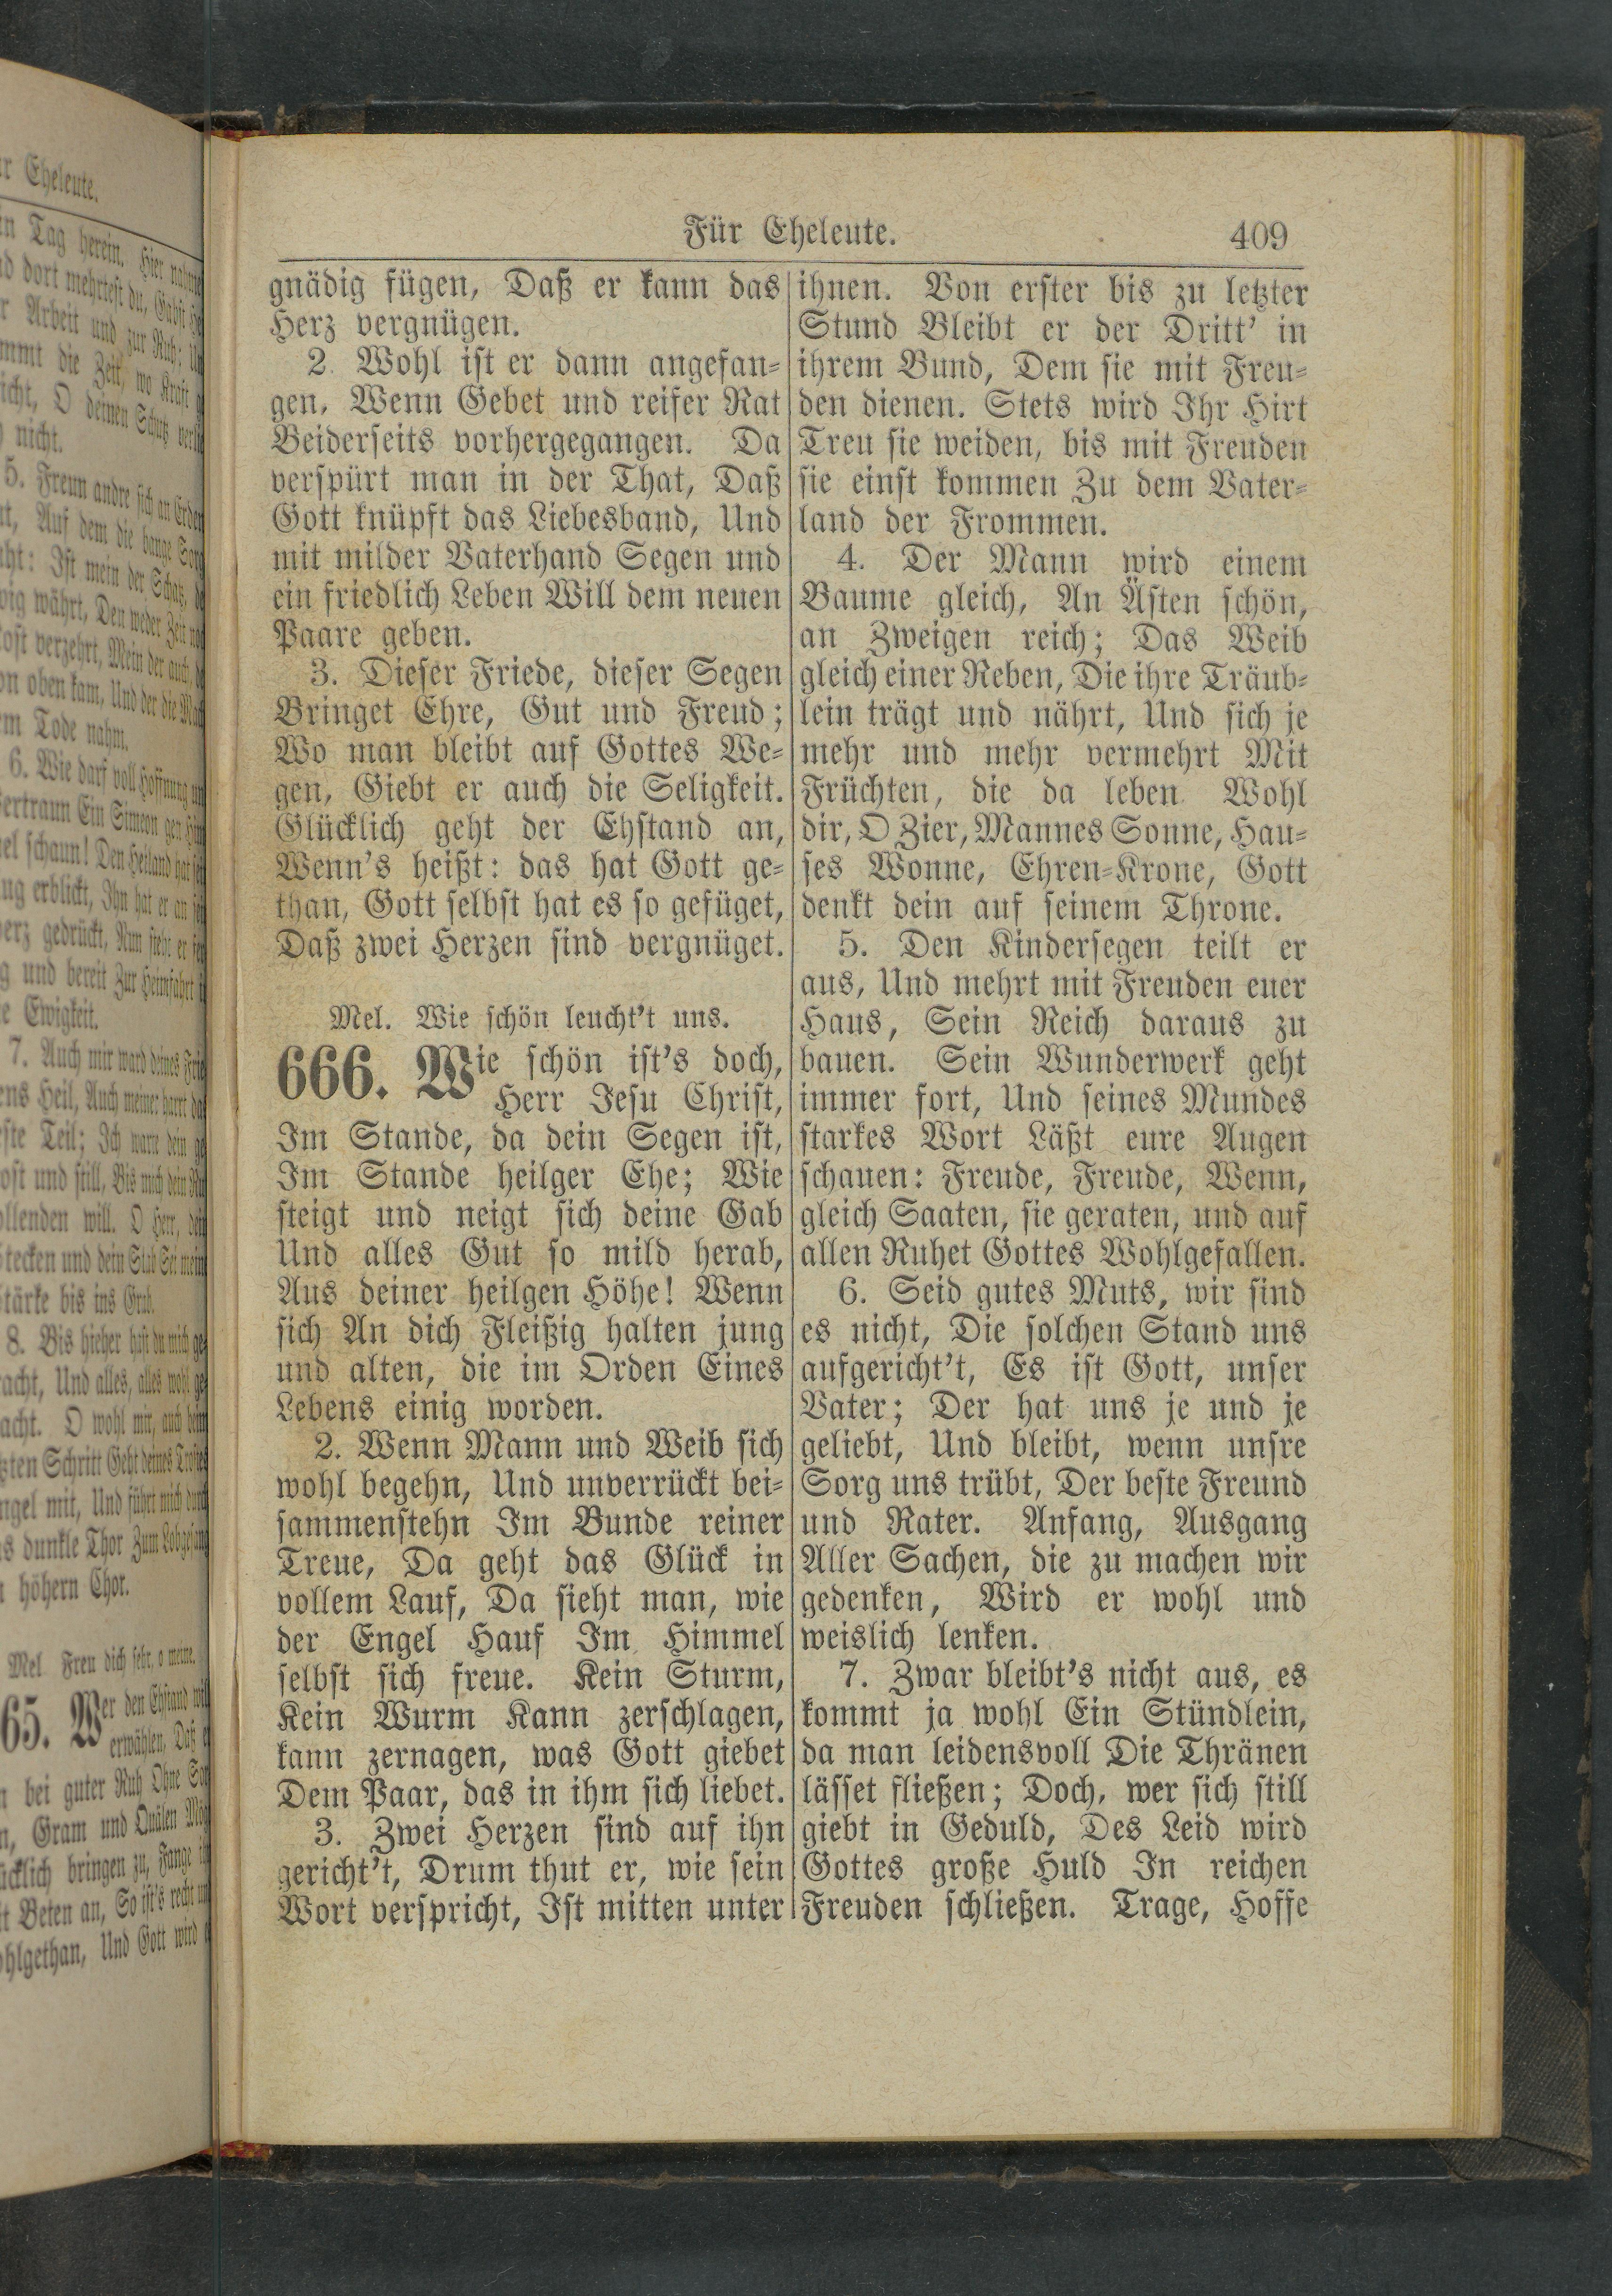 Für Eheleute.
409
gnädig fügen, Daß er kann das
Herz vergnügen.
2. Wohl ist er dann angefan-
gen, Wenn Gebet und reifer Rat
Beiderseits vorhergegangen. Da
verspürt man in der That, Daß
Gott knüpft das Liebesband, Und
mit milder Vaterhand Segen und
ein friedlich Leben Will dem neuen
Paare geben.
3. Dieser Friede, dieser Segen
Bringet Ehre, Gut und Freud;
Wo man bleibt auf Gottes We-
gen, Giebt er auch die Seligkeit.
Glücklich geht der Ehstand an,
Wenn's heißt: das hat Gott ge-
than, Gott selbst hat es so gefüget,
Daß zwei Herzen sind vergnüget.
Mel. Wie schön leucht't uns.
666. Wie schön ist's doch,
Herr Jesu Christ,
Im Stande, da dein Segen ist,
Im Stande heilger Ehe; Wie
steigt und neigt sich deine Gab
Und alles Gut so mild herab,
Aus deiner heilgen Höhe! Wenn
sich An dich Fleißig halten jung
und alten, die im Orden Eines
Lebens einig worden.
2. Wenn Mann und Weib sich
wohl begehn, Und unverrückt bei-
sammenstehn Im Bunde reiner
Treue, Da geht das Glück in
vollem Lauf, Da sieht man, wie
der Engel Hauf Im Himmel
selbst sich freue. Kein Sturm,
Kein Wurm Kann zerschlagen,
kann zernagen, was Gott giebet
Dem Paar, das in ihm sich liebet.
3. Zwei Herzen sind auf ihn
gericht't, Drum thut er, wie sein
Wort verspricht, Ist mitten unter
ihnen. Von erster bis zu letzter
Stund Bleibt er der Dritt' in
ihrem Bund, Dem sie mit Freu-
den dienen. Stets wird Ihr Hirt
Treu sie weiden, bis mit Freuden
sie einst kommen Zu dem Vater-
land der Frommen.
4. Der Mann wird einem
Baume gleich, An Ästen schön,
an Zweigen reich; Das Weib
gleich einer Reben, Die ihre Träub-
lein trägt und nährt, Und sich je
mehr und mehr vermehrt Mit
Früchten, die da leben. Wohl
dir, O Zier, Mannes Sonne, Hau-
ses Wonne, Ehren-Krone, Gott
denkt dein auf seinem Throne.
5. Den Kindersegen teilt er
aus, Und mehrt mit Freuden euer
Haus, Sein Reich daraus zu
bauen. Sein Wunderwerk geht
immer fort, Und seines Mundes
starkes Wort Läßt eure Augen
schauen: Freude, Freude, Wenn,
gleich Saaten, sie geraten, und auf
allen Ruhet Gottes Wohlgefallen.
6. Seid gutes Muts, wir sind
es nicht, Die solchen Stand uns
aufgericht't, Es ist Gott, unser
Vater; Der hat uns je und je
geliebt, Und bleibt, wenn unsre
Sorg uns trübt, Der beste Freund
und Rater. Anfang, Ausgang
Aller Sachen, die zu machen wir
gedenken, Wird er wohl und
weislich lenken.
7. Zwar bleibt's nicht aus, es
kommt ja wohl Ein Stündlein,
da man leidensvoll Die Thränen
lässet fließen; Doch, wer sich still
giebt in Geduld, Des Leid wird
Gottes große Huld In reichen
Freuden schließen. Trage, Hoffe